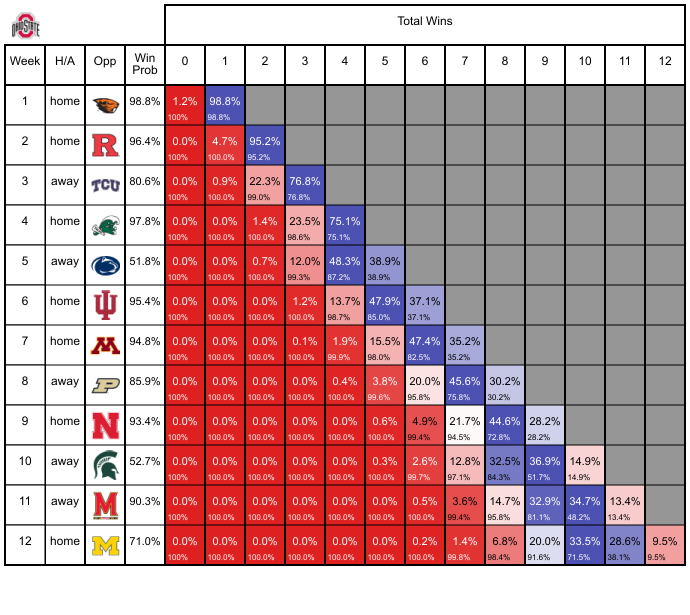 OHIO STATE
Total Wins
Week H/A Opp Win Prob 0 1 2 3 4 5 6 7 8 9 10 11 12
1 home 98.8% 1.2% 98.8%
100% 98.8%
2 home R 96.4% 0.0% 4.7% 95.2%
100% 100.0% 95.2%
3 away TCU 80.6% 0.0% 0.9% 22.3% 76.8%
100% 100.0% 99.0% 76.8%
4 home 97.8% 0.0% 0.0% 1.4% 23.5% 75.1%
100% 100.0% 100.0% 98.6% 75.1%
5 away 51.8% 0.0% 0.0% 0.7% 12.0% 48.3% 38.9%
100% 100.0% 100.0% 99.3% 87.2% 38.9%
6 home 95.4% 0.0% 0.0% 0.0% 1.2% 13.7% 47.9% 37.1%
100% 100.0% 100.0% 100.0% 98.7% 85.0% 37.1%
7 home M 94.8% 0.0% 0.0% 0.0% 0.1% 1.9% 15.5% 47.4% 35.2%
100% 100.0% 100.0% 100.0% 99.9% 98.0% 82.5% 35.2%
8 away P 85.9% 0.0% 0.0% 0.0% 0.0% 0.4% 3.8% 20.0% 45.6% 30.2%
100% 100.0% 100.0% 100.0% 100.0% 99.6% 95.8% 75.8% 30.2%
9 home N 93.4% 0.0% 0.0% 0.0% 0.0% 0.0% 0.6% 4.9% 21.7% 44.6% 28.2%
100% 100.0% 100.0% 100.0% 100.0% 100.0% 99.4% 94.5% 72.8% 28.2%
10 away 52.7% 0.0% 0.0% 0.0% 0.0% 0.0% 0.3% 2.6% 12.8% 32.5% 36.9% 14.9%
100% 100.0% 100.0% 100.0% 100.0% 100.0% 99.7% 97.1% 84.3% 51.7% 14.9%
11 away M 90.3% 0.0% 0.0% 0.0% 0.0% 0.0% 0.0% 0.5% 3.6% 14.7% 32.9% 34.7% 13.4%
100% 100.0% 100.0% 100.0% 100.0% 100.0% 100.0% 99.4% 95.8% 81.1% 48.2% 13.4%
12 home M 71.0% 0.0% 0.0% 0.0% 0.0% 0.0% 0.0% 0.2% 1.4% 6.8% 20.0% 33.5% 28.6% 9.5%
100% 100.0% 100.0% 100.0% 100.0% 100.0% 100.0% 99.8% 98.4% 91.6% 71.5% 38.1% 9.5%